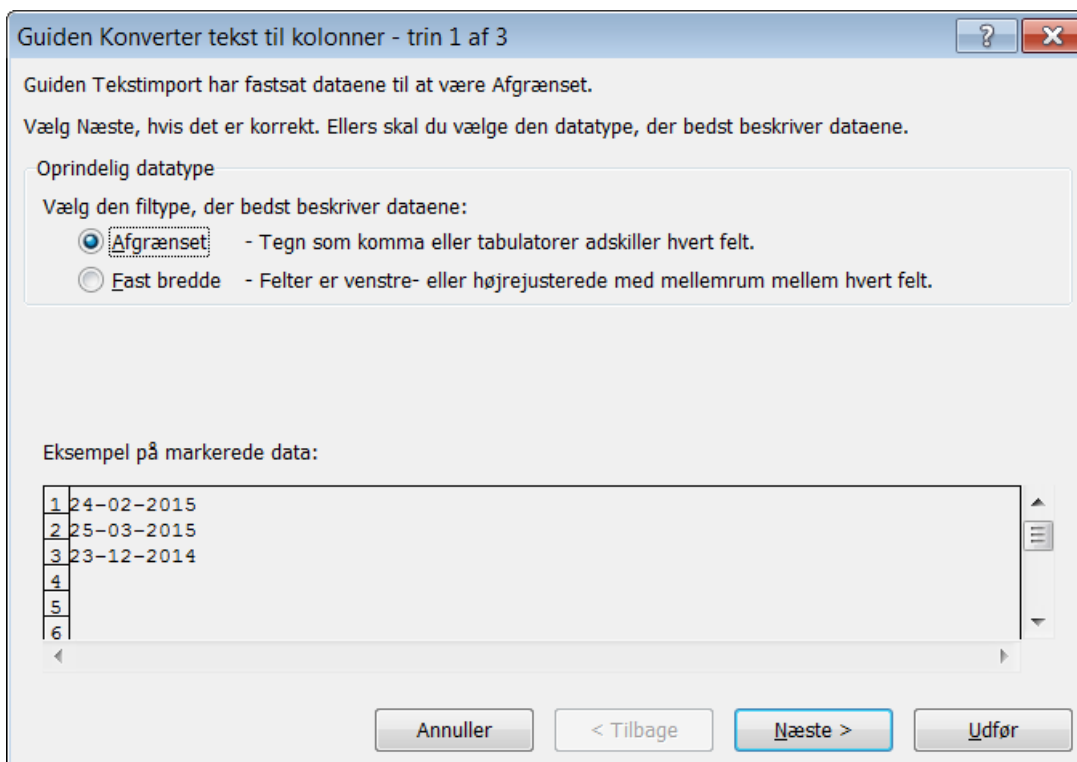 Guiden Konverter tekst til kolonner - trin 1 af 3
Guiden Tekstimport har fastsat dataene til at være Afgrænset.
Vælg Næste, hvis det er korrekt. Ellers skal du vælge den datatype, der bedst beskriver dataene.
Oprindelig datatype
Vælg den filtype, der bedst beskriver dataene:
Afgrænset - Tegn som komma eller tabulatorer adskiller hvert felt.
Fast bredde - Felter er venstre- eller højrejusterede med mellemrum mellem hvert felt.
Eksempel på markerede data:
1 24-02-2015
2 25-03-2015
3 23-12-2014
4
5
6
Annuller < Tilbage Næste > Udfør